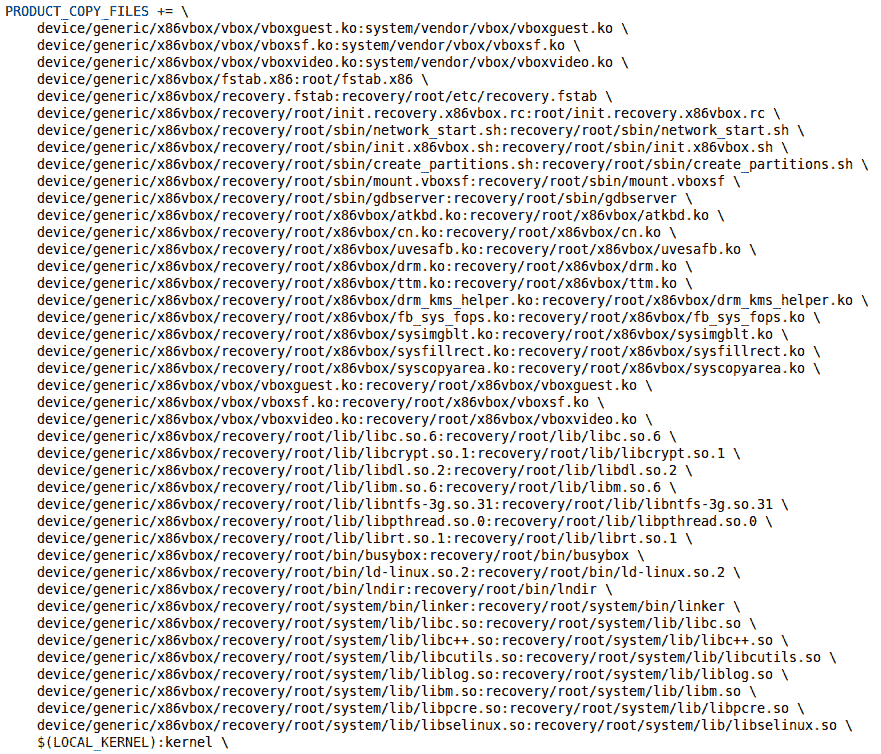 PRODUCT_COPY_FILES += \
device/generic/x86vbox/vbox/vboxguest.ko:system/vendor/vbox/vboxguest.ko \
device/generic/x86vbox/vbox/vboxsf.ko:system/vendor/vbox/vboxsf.ko \
device/generic/x86vbox/vbox/vboxvideo.ko:system/vendor/vbox/vboxvideo.ko \
device/generic/x86vbox/fstab.x86:root/fstab.x86 \
device/generic/x86vbox/recovery.fstab:recovery/root/etc/recovery.fstab \
device/generic/x86vbox/recovery/root/init.recovery.x86vbox.rc:root/init.recovery.x86vbox.rc \
device/generic/x86vbox/recovery/root/sbin/network_start.sh:recovery/root/sbin/network_start.sh \
device/generic/x86vbox/recovery/root/sbin/init.x86vbox.sh:recovery/root/sbin/init.x86vbox.sh \
device/generic/x86vbox/recovery/root/sbin/create_partitions.sh:recovery/root/sbin/create_partitions.sh \
device/generic/x86vbox/recovery/root/sbin/mount.vboxsf:recovery/root/sbin/mount.vboxsf \
device/generic/x86vbox/recovery/root/sbin/gdbserver:recovery/root/sbin/gdbserver \
device/generic/x86vbox/recovery/root/x86vbox/atkbd.ko:recovery/root/x86vbox/atkbd.ko \
device/generic/x86vbox/recovery/root/x86vbox/cn.ko:recovery/root/x86vbox/cn.ko \
device/generic/x86vbox/recovery/root/x86vbox/uvesafb.ko:recovery/root/x86vbox/uvesafb.ko \
device/generic/x86vbox/recovery/root/x86vbox/drm.ko:recovery/root/x86vbox/drm.ko \
device/generic/x86vbox/recovery/root/x86vbox/ttm.ko:recovery/root/x86vbox/ttm.ko \
device/generic/x86vbox/recovery/root/x86vbox/drm_kms_helper.ko:recovery/root/x86vbox/drm_kms_helper.ko \
device/generic/x86vbox/recovery/root/x86vbox/fb_sys_fops.ko:recovery/root/x86vbox/fb_sys_fops.ko \
device/generic/x86vbox/recovery/root/x86vbox/sysimgblt.ko:recovery/root/x86vbox/sysimgblt.ko \
device/generic/x86vbox/recovery/root/x86vbox/sysfillrect.ko:recovery/root/x86vbox/sysfillrect.ko \
device/generic/x86vbox/recovery/root/x86vbox/syscopyarea.ko:recovery/root/x86vbox/syscopyarea.ko \
device/generic/x86vbox/vbox/vboxguest.ko:recovery/root/x86vbox/vboxguest.ko \
device/generic/x86vbox/vbox/vboxsf.ko:recovery/root/x86vbox/vboxsf.ko \
device/generic/x86vbox/vbox/vboxvideo.ko:recovery/root/x86vbox/vboxvideo.ko \
device/generic/x86vbox/recovery/root/lib/libc.so.6:recovery/root/lib/libc.so.6 \
device/generic/x86vbox/recovery/root/lib/libcrypt.so.1:recovery/root/lib/libcrypt.so.1 \
device/generic/x86vbox/recovery/root/lib/libdl.so.2:recovery/root/lib/libdl.so.2 \
device/generic/x86vbox/recovery/root/lib/libm.so.6:recovery/root/lib/libm.so.6 \
device/generic/x86vbox/recovery/root/lib/libntfs-3g.so.31:recovery/root/lib/libntfs-3g.so.31 \
device/generic/x86vbox/recovery/root/lib/libpthread.so.0:recovery/root/lib/libpthread.so.0 \
device/generic/x86vbox/recovery/root/lib/librt.so.1:recovery/root/lib/librt.so.1 \
device/generic/x86vbox/recovery/root/bin/busybox:recovery/root/bin/busybox \
device/generic/x86vbox/recovery/root/bin/ld-linux.so.2:recovery/root/bin/ld-linux.so.2 \
device/generic/x86vbox/recovery/root/bin/lndir:recovery/root/bin/lndir \
device/generic/x86vbox/recovery/root/system/bin/linker:recovery/root/system/bin/linker \
device/generic/x86vbox/recovery/root/system/lib/libc.so:recovery/root/system/lib/libc.so \
device/generic/x86vbox/recovery/root/system/lib/libc++.so:recovery/root/system/lib/libc++.so \
device/generic/x86vbox/recovery/root/system/lib/libcutils.so:recovery/root/system/lib/libcutils.so \
device/generic/x86vbox/recovery/root/system/lib/liblog.so:recovery/root/system/lib/liblog.so \
device/generic/x86vbox/recovery/root/system/lib/libm.so:recovery/root/system/lib/libm.so \
device/generic/x86vbox/recovery/root/system/lib/libpcre.so:recovery/root/system/lib/libpcre.so \
device/generic/x86vbox/recovery/root/system/lib/libselinux.so:recovery/root/system/lib/libselinux.so \
$(LOCAL_KERNEL):kernel \